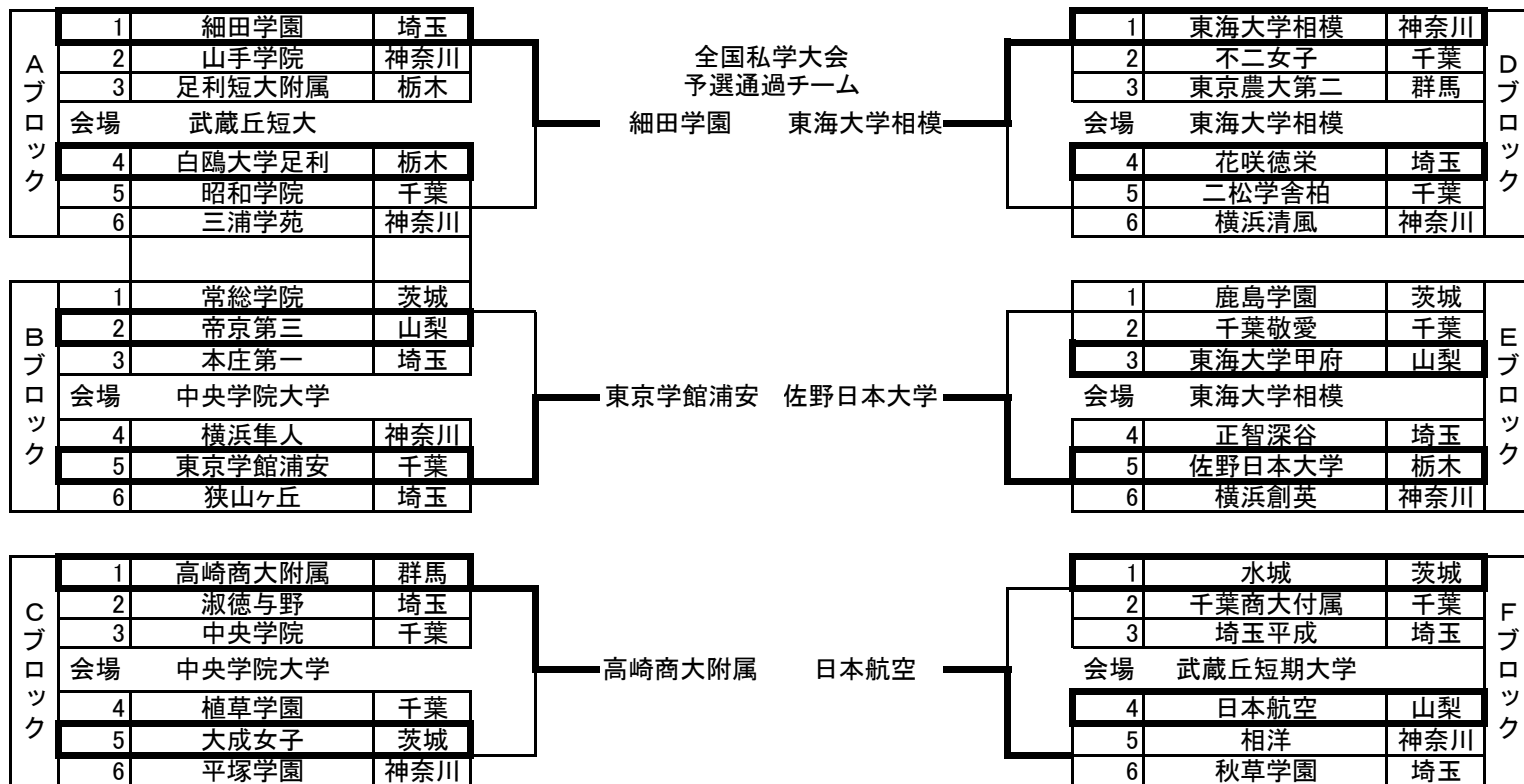 Aブロック
1 細田学園 埼玉
2 山手学院 神奈川
3 足利短大附属 栃木
会場 武蔵丘短大
4 白鴎大学足利 栃木
5 昭和学院 千葉
6 三浦学苑 神奈川
Bブロック
1 常総学院 茨城
2 帝京第三 山梨
3 本庄第一 埼玉
会場 中央学院大学
4 横浜隼人 神奈川
5 東京学館浦安 千葉
6 狭山ヶ丘 埼玉
Cブロック
1 高崎商大附属 群馬
2 淑徳与野 埼玉
3 中央学院 千葉
会場 中央学院大学
4 植草学園 千葉
5 大成女子 茨城
6 平塚学園 神奈川
全国私学大会
予選通過チーム
細田学園 東海大学相模
東京学館浦安 佐野日本大学
高崎商大附属 日本航空
Dブロック
1 東海大学相模 神奈川
2 不二女子 千葉
3 東京農大第二 群馬
会場 東海大学相模
4 花咲徳栄 埼玉
5 二松学舎柏 千葉
6 横浜清風 神奈川
Eブロック
1 鹿島学園 茨城
2 千葉敬愛 千葉
3 東海大学甲府 山梨
会場 東海大学相模
4 正智深谷 埼玉
5 佐野日本大学 栃木
6 横浜創英 神奈川
Fブロック
1 水城 茨城
2 千葉商大付属 千葉
3 埼玉平成 埼玉
会場 武蔵丘短期大学
4 日本航空 山梨
5 相洋 神奈川
6 秋草学園 埼玉